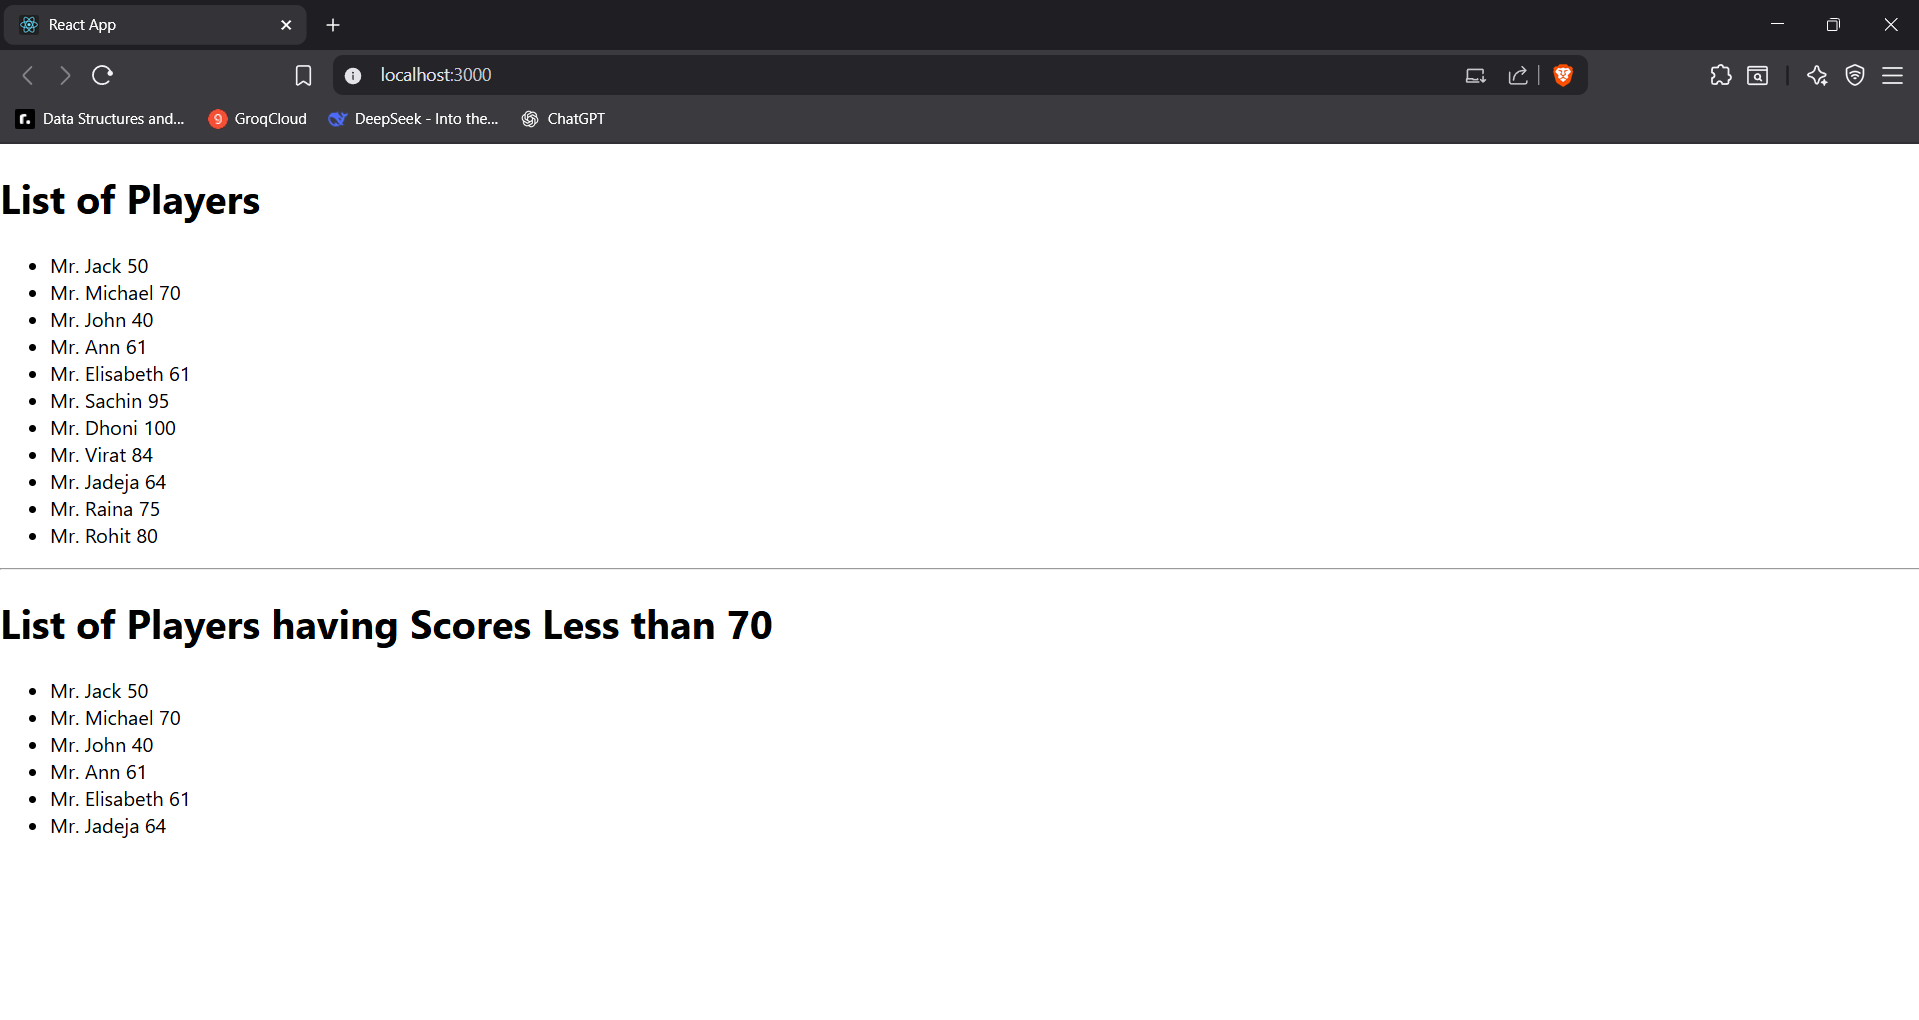 React App
localhost:3000
Data Structures and... GroqCloud DeepSeek - Into the... ChatGPT
List of Players
Mr. Jack 50
Mr. Michael 70
Mr. John 40
Mr. Ann 61
Mr. Elisabeth 61
Mr. Sachin 95
Mr. Dhoni 100
Mr. Virat 84
Mr. Jadeja 64
Mr. Raina 75
Mr. Rohit 80
List of Players having Scores Less than 70
Mr. Jack 50
Mr. Michael 70
Mr. John 40
Mr. Ann 61
Mr. Elisabeth 61
Mr. Jadeja 64